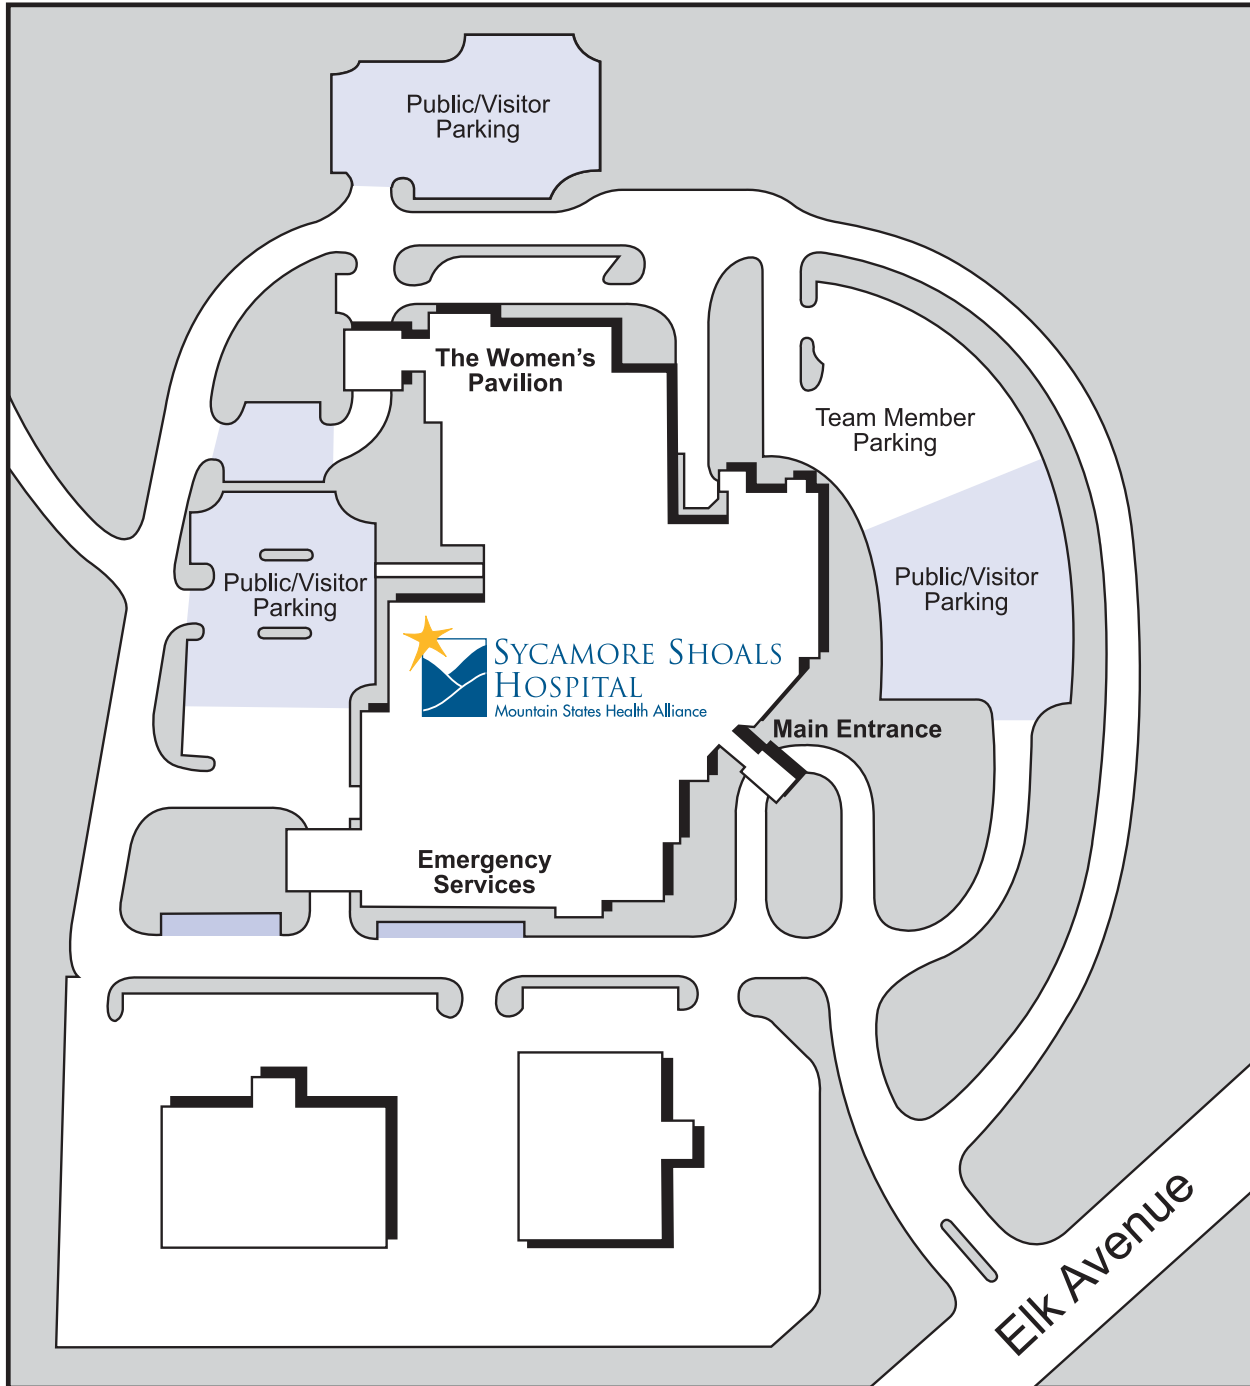 Public/Visitor
Parking
The Women's
Pavilion
Team Member
Parking
Public/Visitor
Parking
Public/Visitor
Parking
SYCAMORE SHOALS
HOSPITAL
Mountain States Health Alliance
Main Entrance
Emergency
Services
Elk Avenue